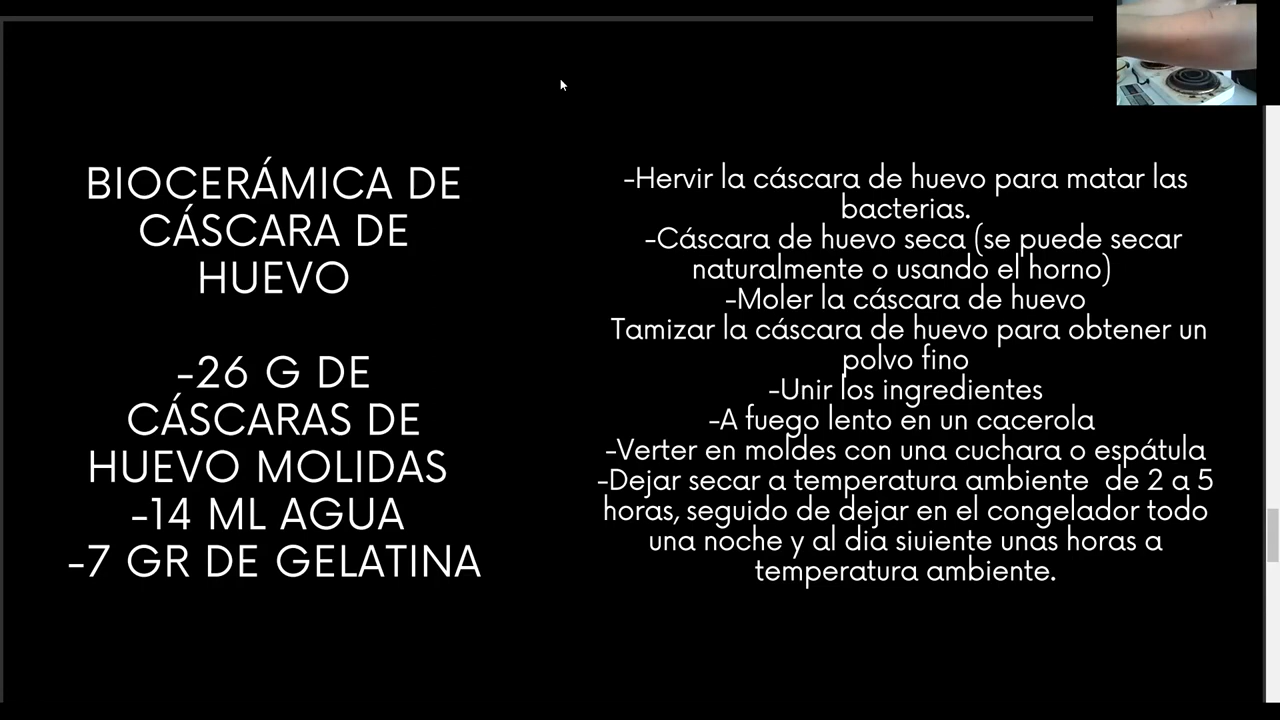 BIOCERÁMICA DE
CÁSCARA DE
HUEVO
-26 G DE
CÁSCARAS DE
HUEVO MOLIDAS
-14 ML AGUA
-7 GR DE GELATINA
-Hervir la cáscara de huevo para matar las
bacterias.
-Cáscara de huevo seca (se puede secar
naturalmente o usando el horno)
-Moler la cáscara de huevo
Tamizar la cáscara de huevo para obtener un
polvo fino
-Unir los ingredientes
-A fuego lento en un cacerola
-Verter en moldes con una cuchara o espátula
-Dejar secar a temperatura ambiente  de 2 a 5
horas, seguido de dejar en el congelador todo
una noche y al dia siuiente unas horas a
temperatura ambiente.